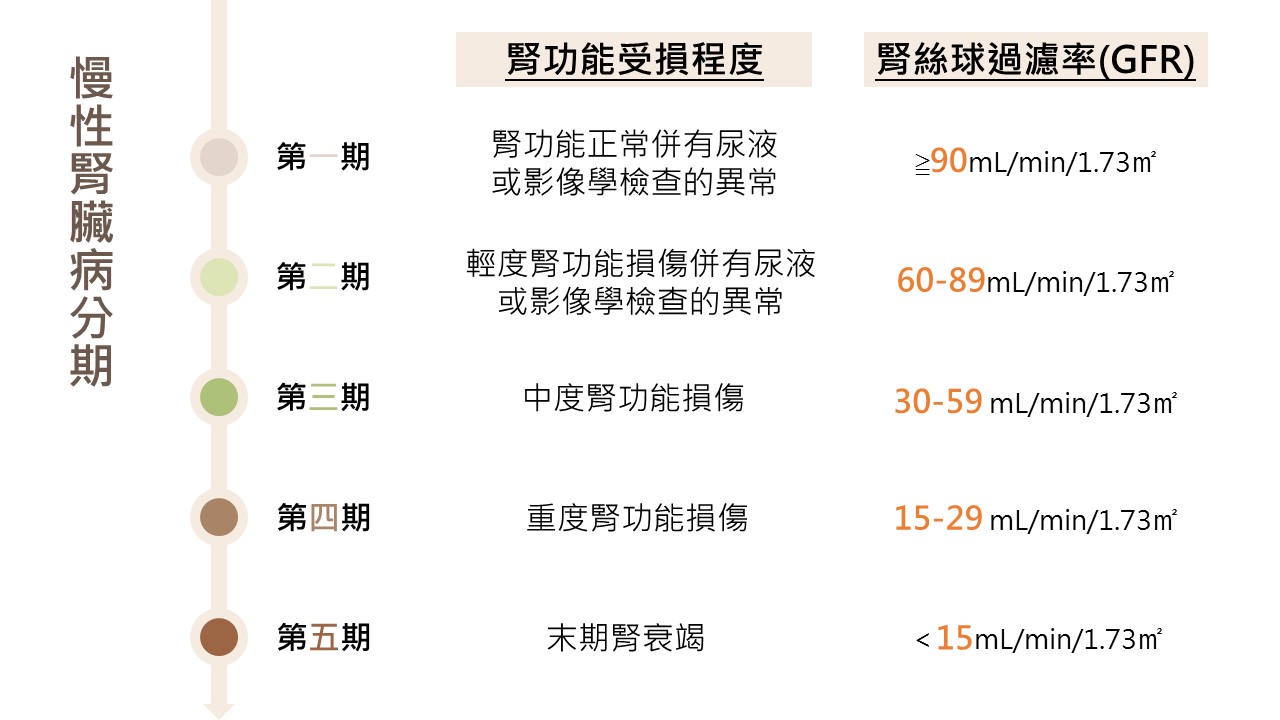 慢性腎臟病分期
腎功能受損程度
腎絲球過濾率(GFR)
第一期
腎功能正常併有尿液
或影像學檢查的異常
≧90mL/min/1.73㎡
第二期
輕度腎功能損傷併有尿液
或影像學檢查的異常
60-89mL/min/1.73㎡
第三期
中度腎功能損傷
30-59 mL/min/1.73㎡
第四期
重度腎功能損傷
15-29 mL/min/1.73㎡
第五期
末期腎衰竭
< 15mL/min/1.73㎡